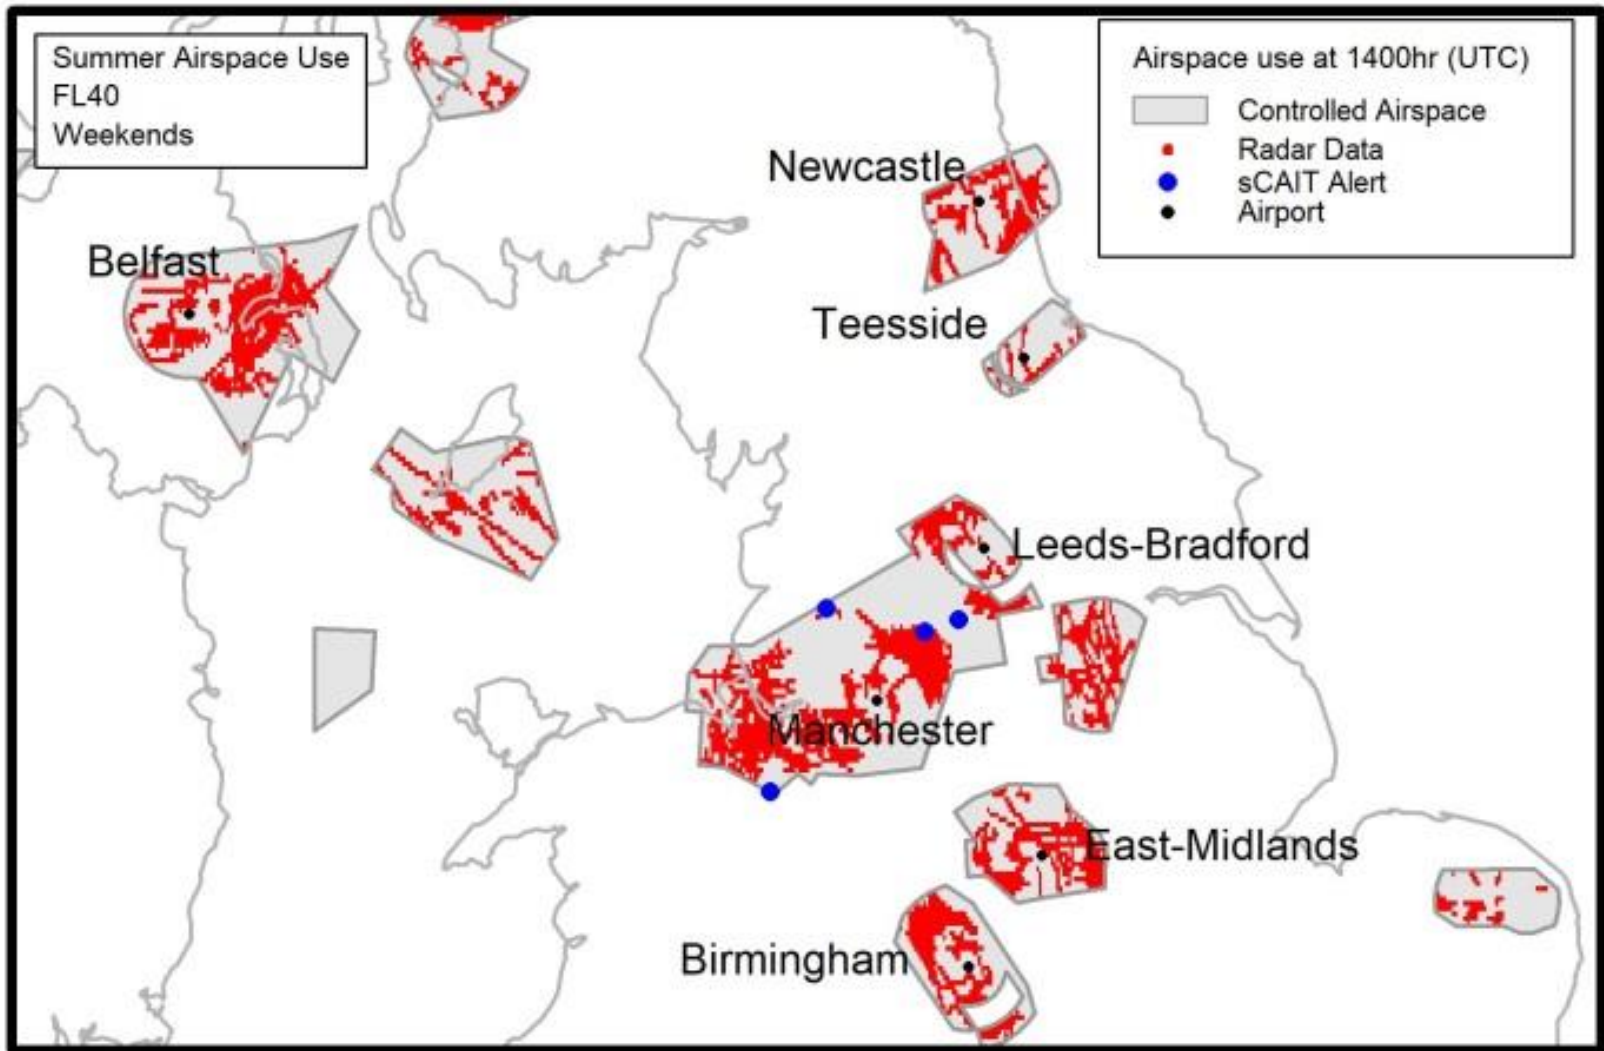 Summer Airspace Use
FL40
Weekends
Airspace use at 1400hr (UTC)
Controlled Airspace
Radar Data
sCAIT Alert
Airport
Newcastle
Belfast
Teesside
Leeds-Bradford
Manchester
East-Midlands
Birmingham